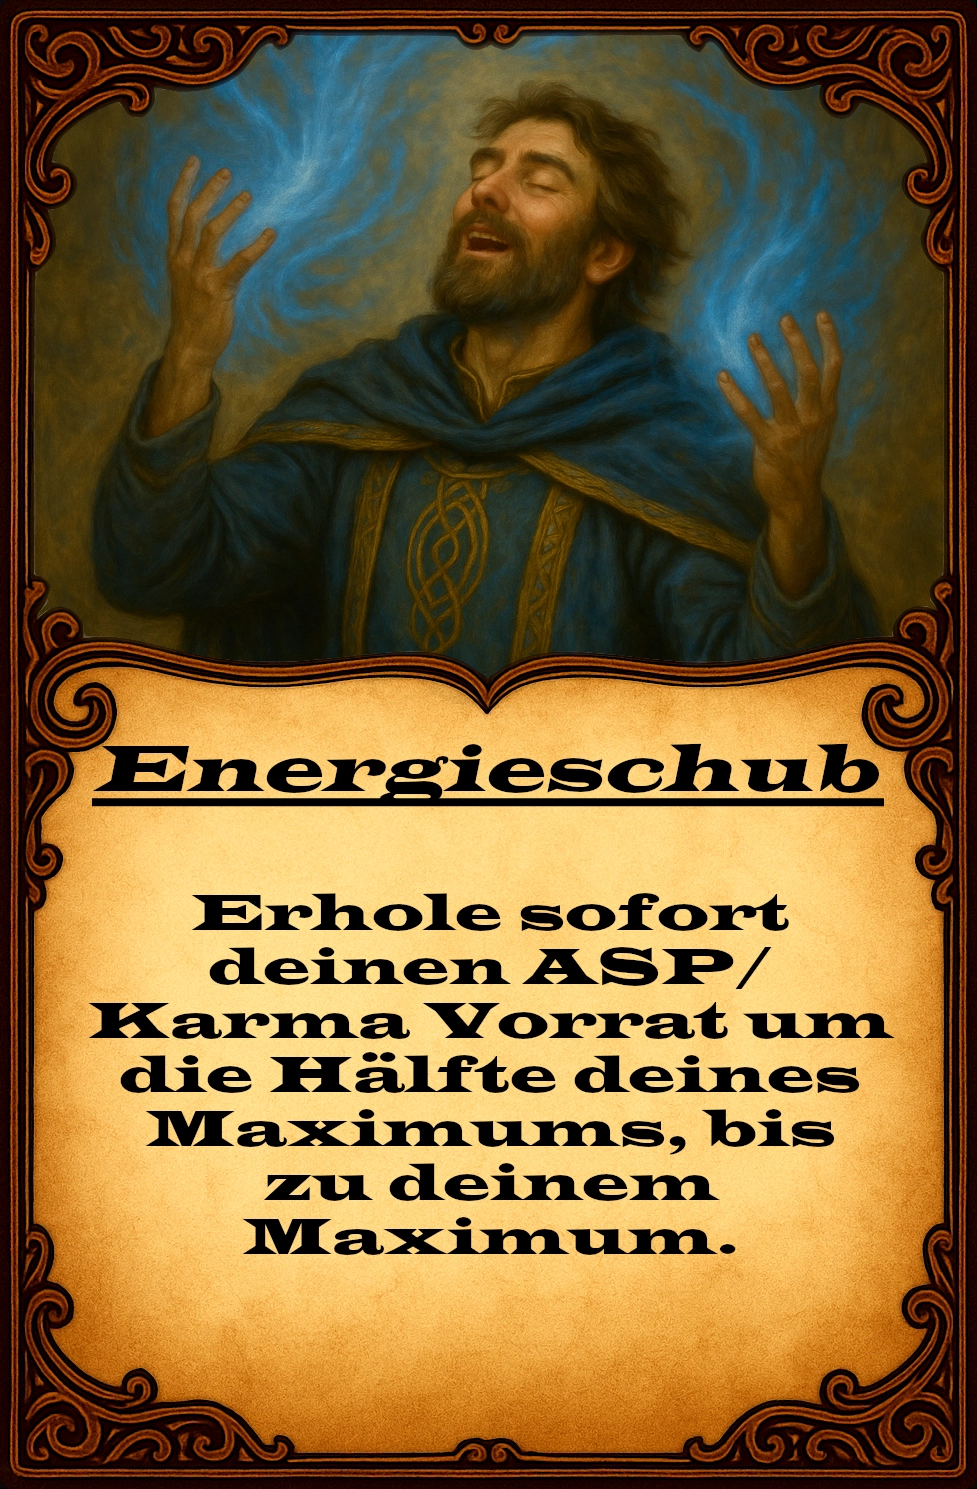 Energieschub
Erhole sofort
deinen ASP/
Karma Vorrat um
die Hälfte deines
Maximums, bis
zu deinem
Maximum.